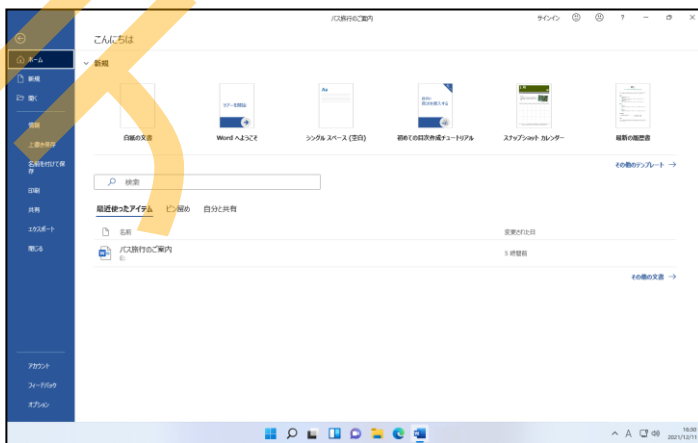 バス旅行のご案内
サインイン
?
こんにちは
ホーム
新規
開く
情報
上書き保存
名前を付けて保存
印刷
共有
エクスポート
閉じる
アカウント
フィードバック
オプション
新規
白紙の文書
Word へようこそ
シングル スペース (空白)
初めての目次作成チュートリアル
スナップショット カレンダー
最新の履歴書
その他のテンプレート →
検索
最近使ったアイテム ピン留め 自分と共有
名前 変更された日
バス旅行のご案内 5 時間前
E:
その他の文書 →
A
16:00
2021/12/11